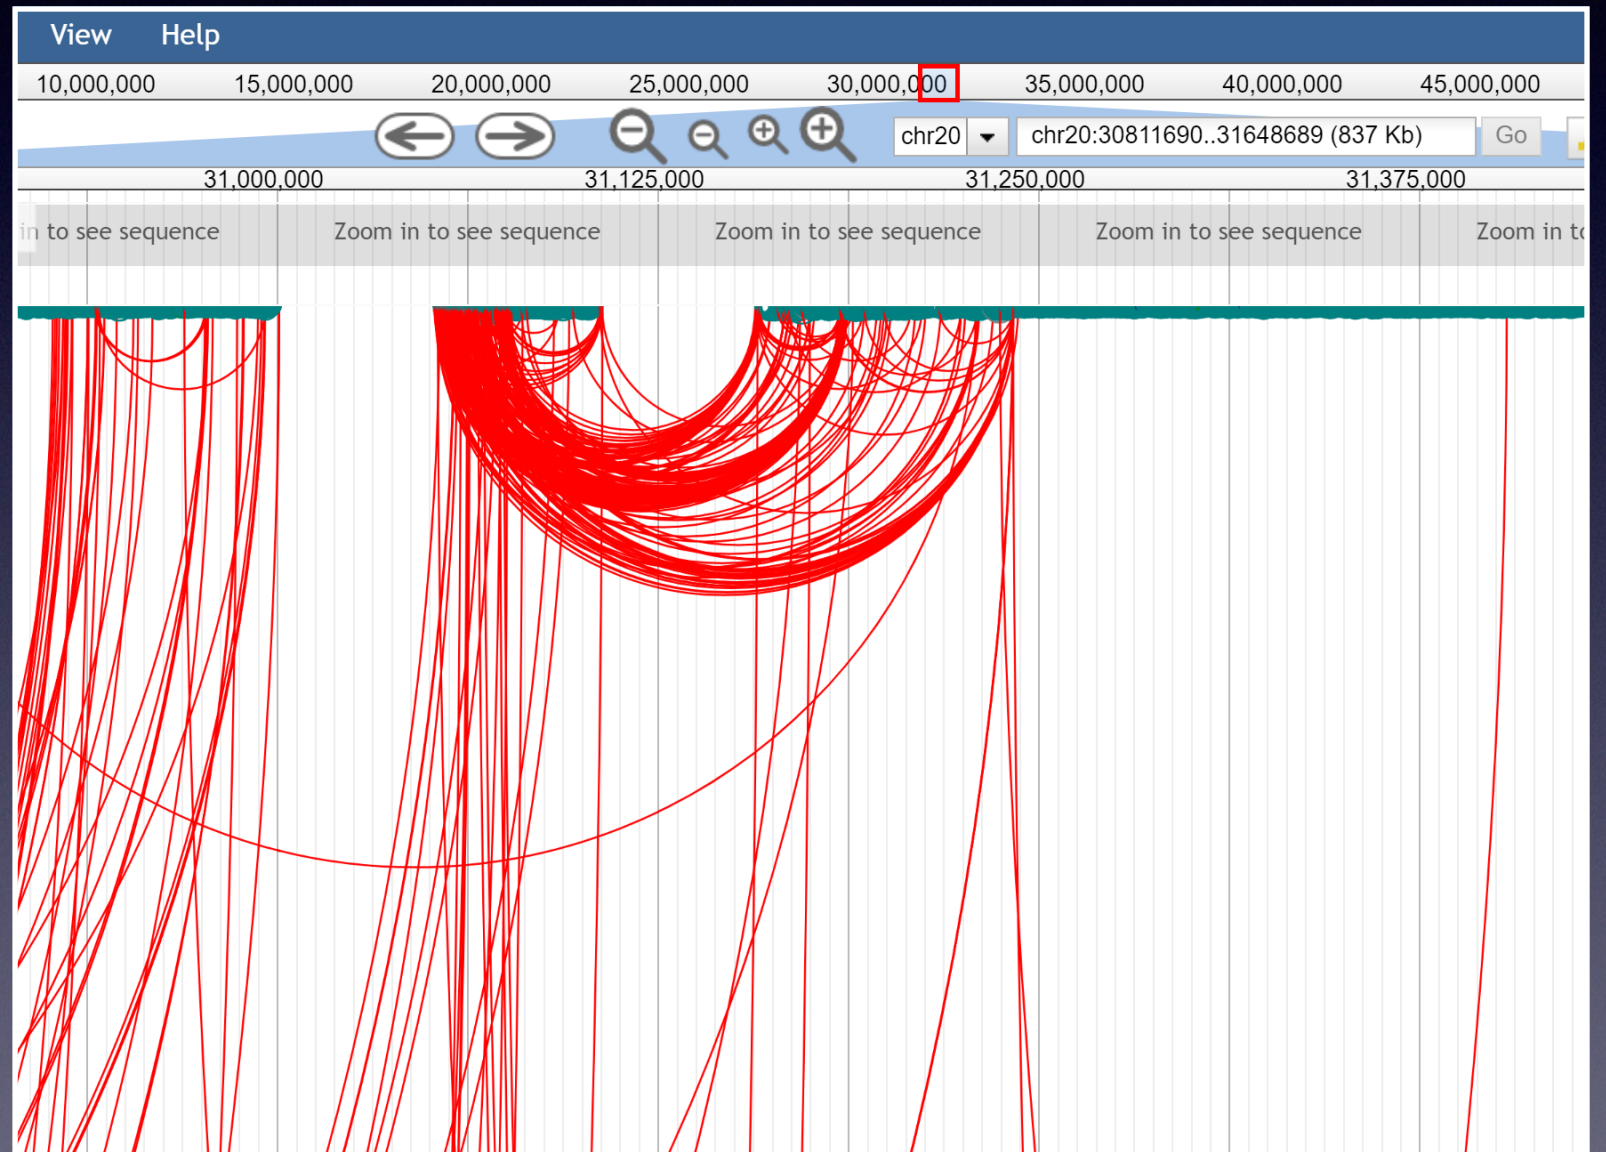 View Help
10,000,000 15,000,000 20,000,000 25,000,000 30,000,000 35,000,000 40,000,000 45,000,000
chr20 chr20:30811690..31648689 (837 Kb) Go
31,000,000 31,125,000 31,250,000 31,375,000
in to see sequence Zoom in to see sequence Zoom in to see sequence Zoom in to see sequence Zoom in to